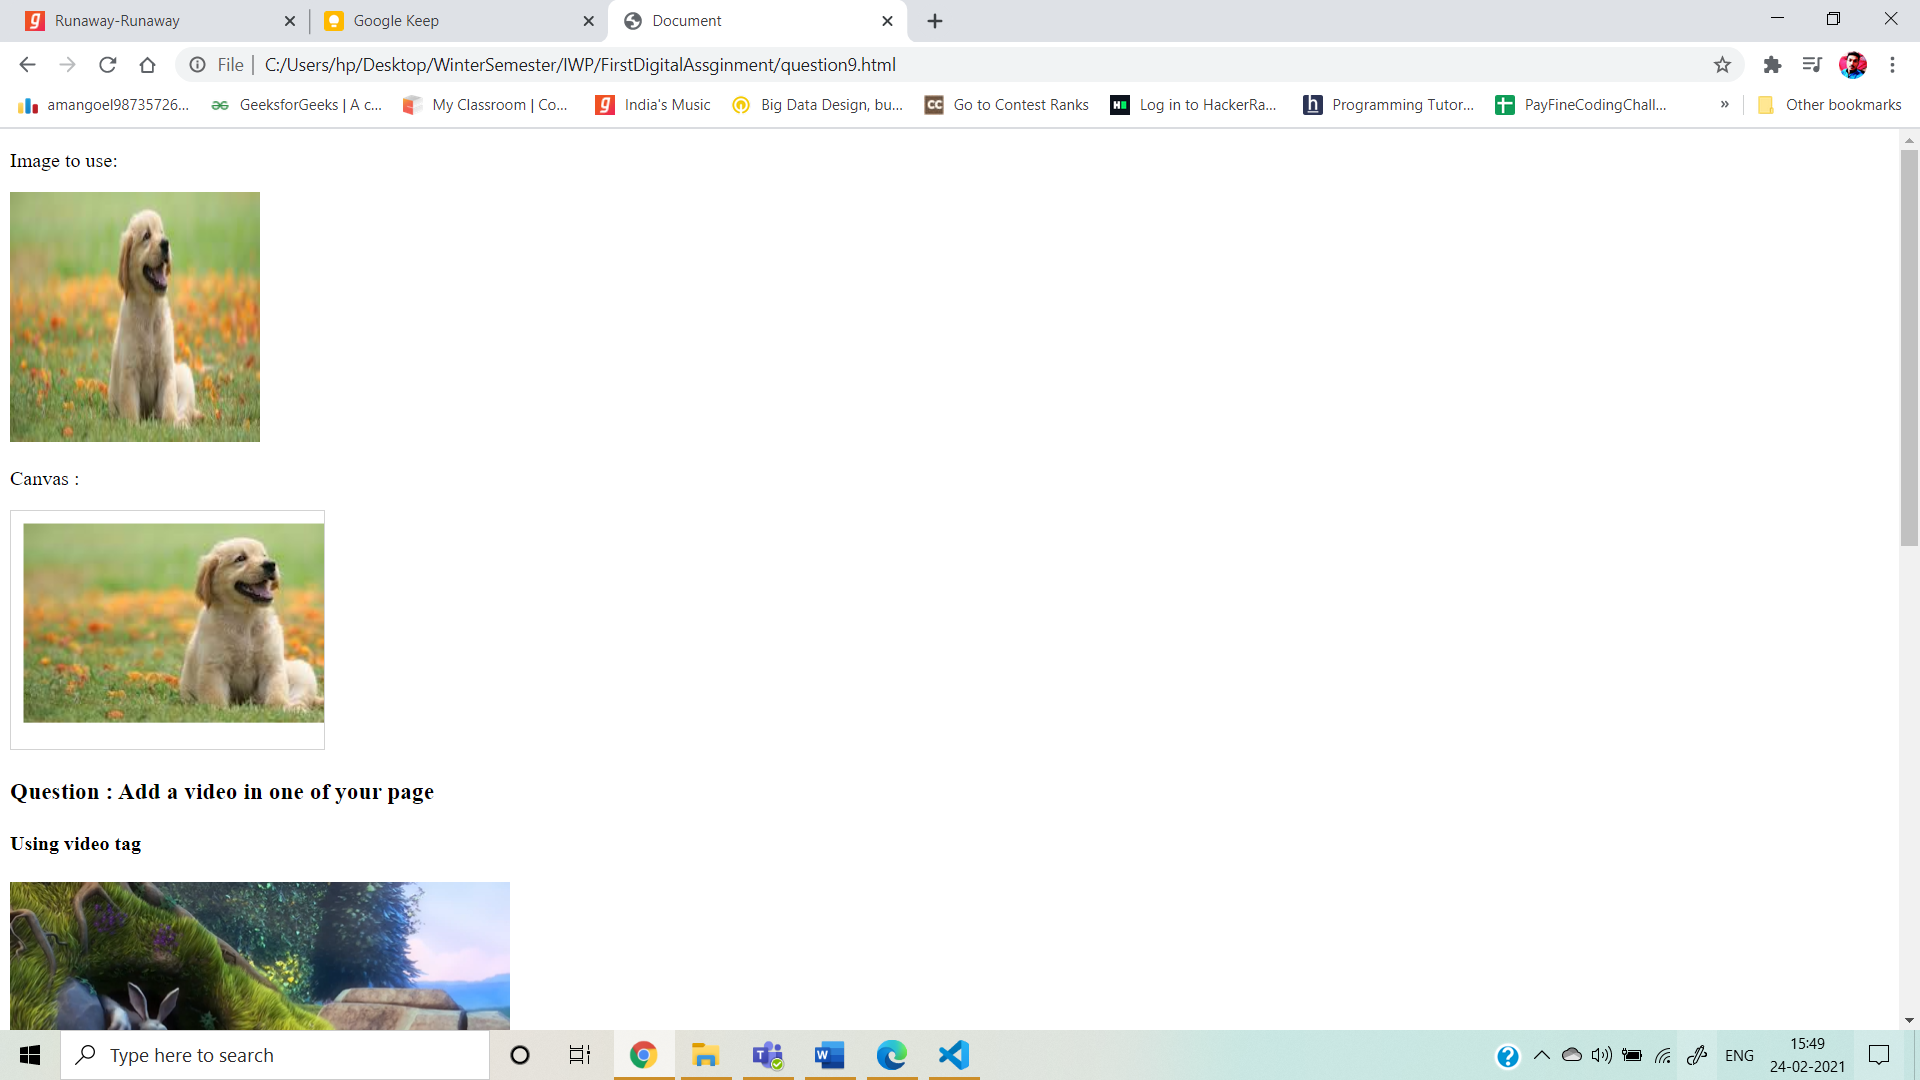 Runaway-Runaway
Google Keep
Document
File
C:/Users/hp/Desktop/WinterSemester/IWP/FirstDigitalAssginment/question9.html
amangoel98735726...
GeeksforGeeks | A c...
My Classroom | Co...
India's Music
Big Data Design, bu...
CC Go to Contest Ranks
H Log in to HackerRa...
h Programming Tutor...
PayFineCodingChall...
»
Other bookmarks
Image to use:
Canvas :
Question : Add a video in one of your page
Using video tag
Type here to search
ENG
15:49
24-02-2021